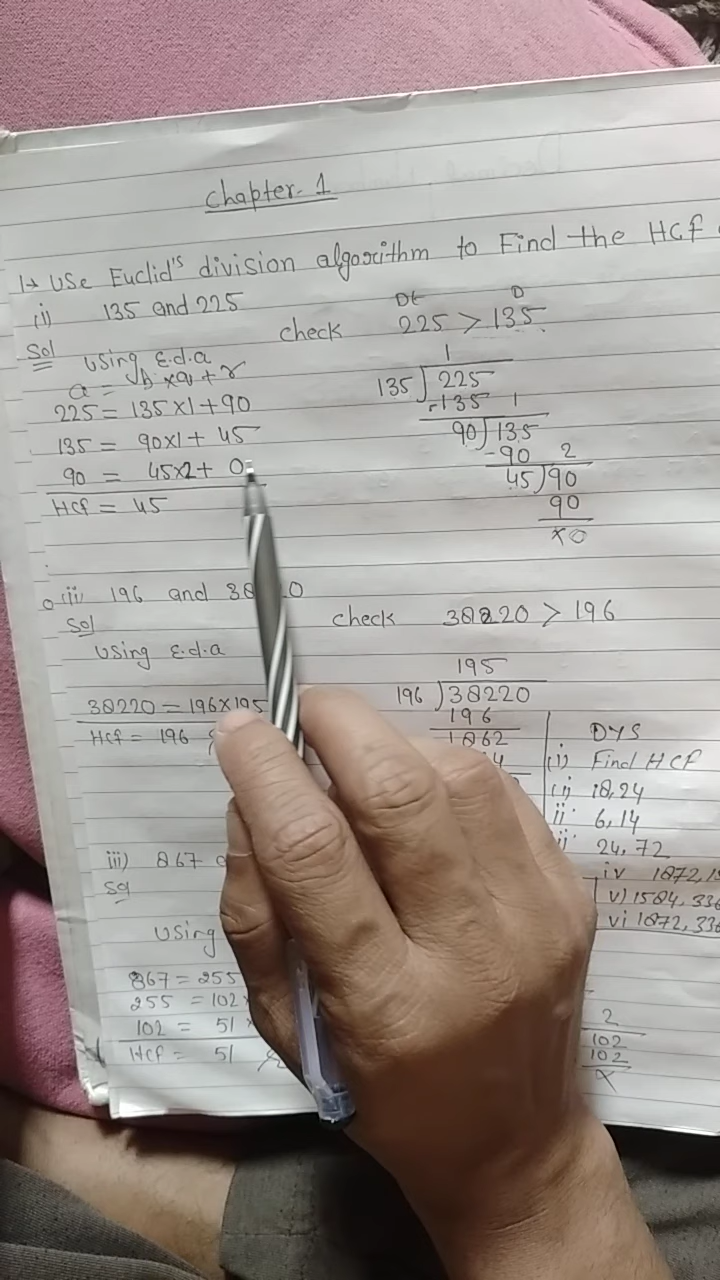 Chapter-1
1→ Use Euclid's division algorithm to Find the HCF
(i) 135 and 225
Dt D
Sol check 225 > 135
using E.d.a
a = b × q + r
225 = 135×1+90
135 = 90×1+ 45
90 = 45×2+ 0
HCF = 45
1
135 225
-135 1
90 135
-90 2
45 90
90
×0
(ii) 196 and
Sol check 38220 > 196
using E.d.a
38220 = 196×195
HCF = 196
195
196 38220
196
1862
DYS
(i) Find HCF
(i) 18,24
ii 6,14
24, 72
iv 1872,
v) 1584, 336
vi 1872, 336
iii) 867
Sol
using
867 = 255
255 = 102
102 = 51
HCF = 51
2
102
102
×